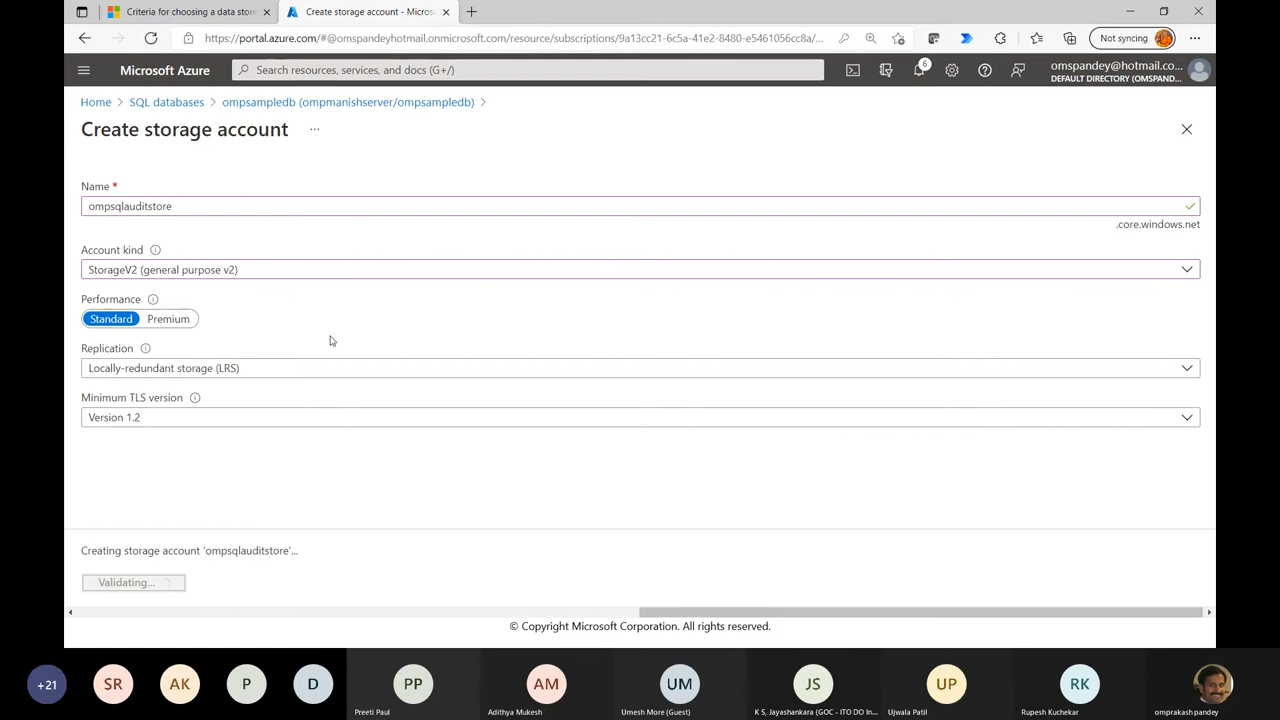 Criteria for choosing a data store
Create storage account - Micros
https://portal.azure.com/#@omspandeyhotmail.onmicrosoft.com/resource/subscriptions/9a13cc21-6c5a-41e2-8480-e5461056cc8a/...
Not syncing
Microsoft Azure
Search resources, services, and docs (G+/)
6
omspandey@hotmail.co...
DEFAULT DIRECTORY (OMSPAND...
Home > SQL databases > ompsampledb (ompmanishserver/ompsampledb) >
Create storage account ...
Name *
ompsqlauditstore
.core.windows.net
Account kind
StorageV2 (general purpose v2)
Performance
Standard Premium
Replication
Locally-redundant storage (LRS)
Minimum TLS version
Version 1.2
Creating storage account 'ompsqlauditstore'...
Validating...
© Copyright Microsoft Corporation. All rights reserved.
+21 SR AK P D PP AM UM JS UP RK
Preeti Paul Adithya Mukesh Umesh More (Guest) K S, Jayashankara (GOC - ITO DO In... Ujwala Patil Rupesh Kuchekar omprakash pandey